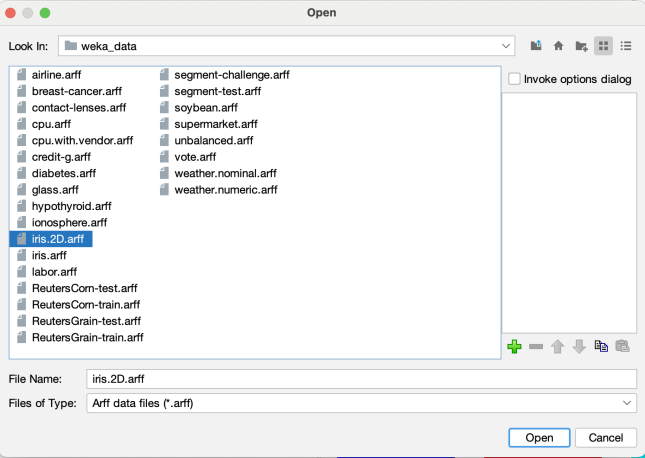 Open
Look In:
weka_data
airline.arff
breast-cancer.arff
contact-lenses.arff
cpu.arff
cpu.with.vendor.arff
credit-g.arff
diabetes.arff
glass.arff
hypothyroid.arff
ionosphere.arff
iris.2D.arff
iris.arff
labor.arff
ReutersCorn-test.arff
ReutersCorn-train.arff
ReutersGrain-test.arff
ReutersGrain-train.arff
segment-challenge.arff
segment-test.arff
soybean.arff
supermarket.arff
unbalanced.arff
vote.arff
weather.nominal.arff
weather.numeric.arff
Invoke options dialog
File Name:
iris.2D.arff
Files of Type:
Arff data files (*.arff)
Open
Cancel